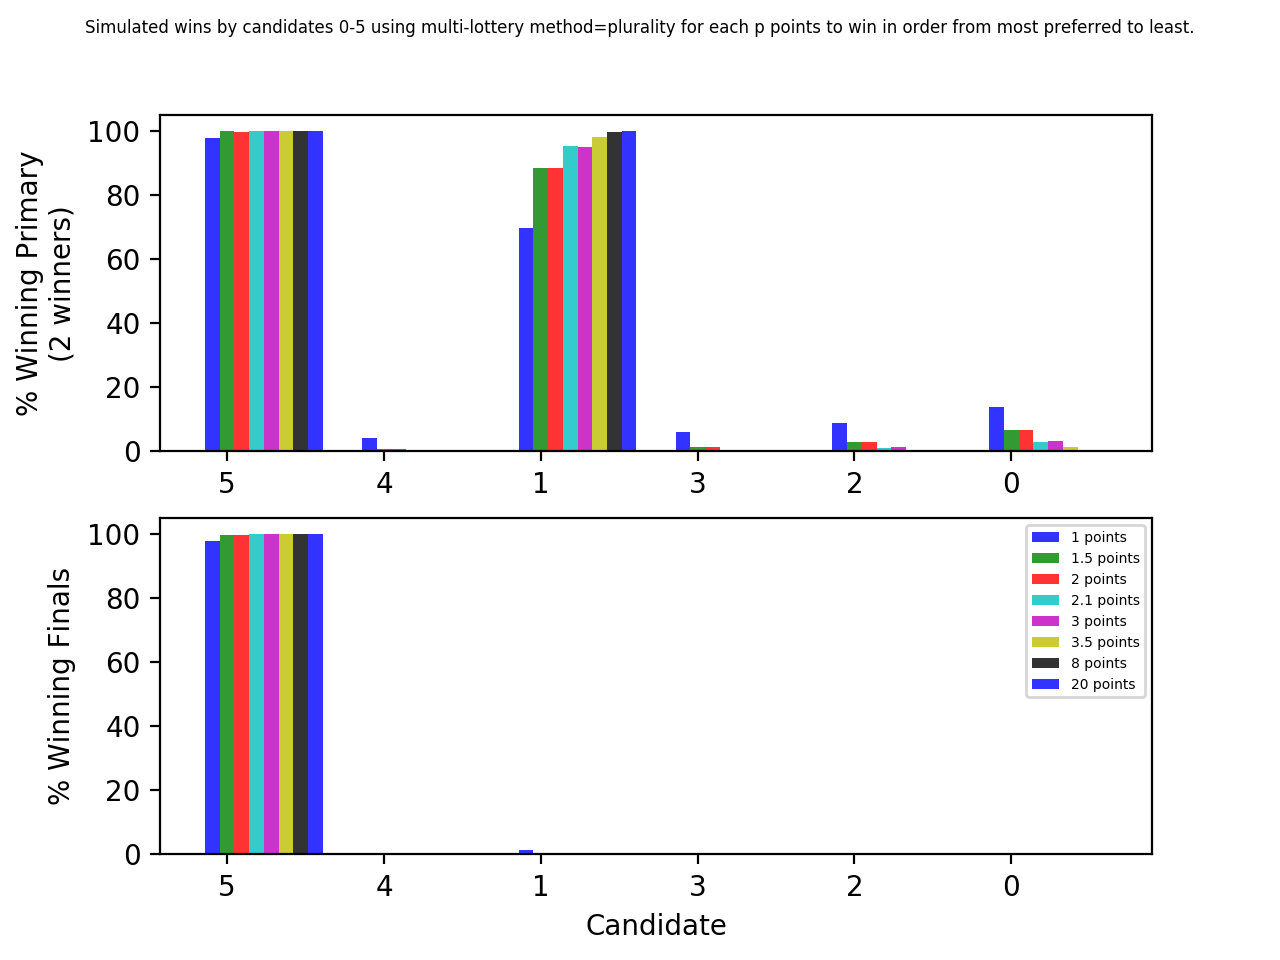 Simulated wins by candidates 0-5 using multi-lottery method=plurality for each p points to win in order from most preferred to least.
% Winning Primary
(2 winners)
100
80
60
40
20
0
5 4 1 3 2 0
% Winning Finals
100
80
60
40
20
0
1 points
1.5 points
2 points
2.1 points
3 points
3.5 points
8 points
20 points
5 4 1 3 2 0
Candidate